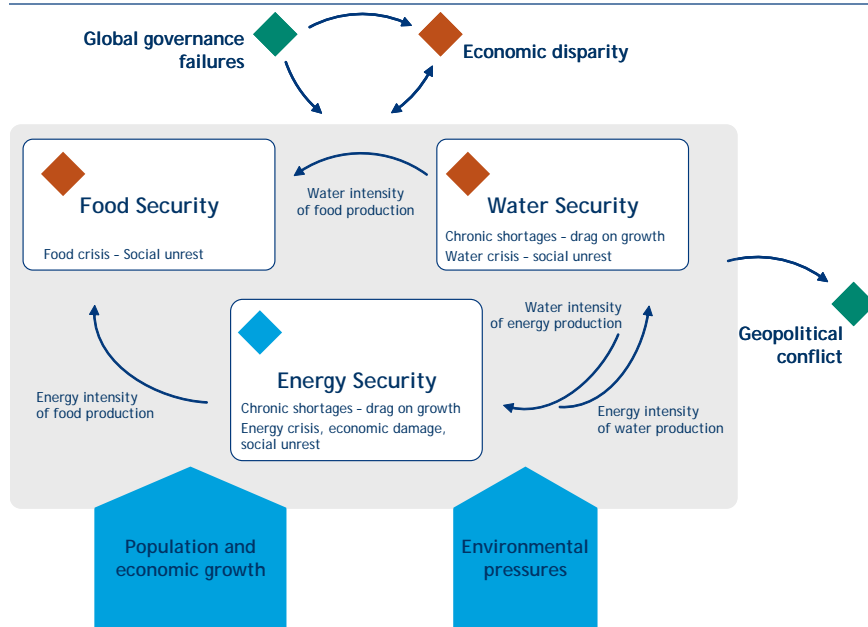 Global governance
failures
Economic disparity
Food Security
Food crisis - Social unrest
Water intensity
of food production
Water Security
Chronic shortages - drag on growth
Water crisis - social unrest
Geopolitical
conflict
Water intensity
of energy production
Energy Security
Chronic shortages - drag on growth
Energy crisis, economic damage,
social unrest
Energy intensity
of food production
Energy intensity
of water production
Population and
economic growth
Environmental
pressures